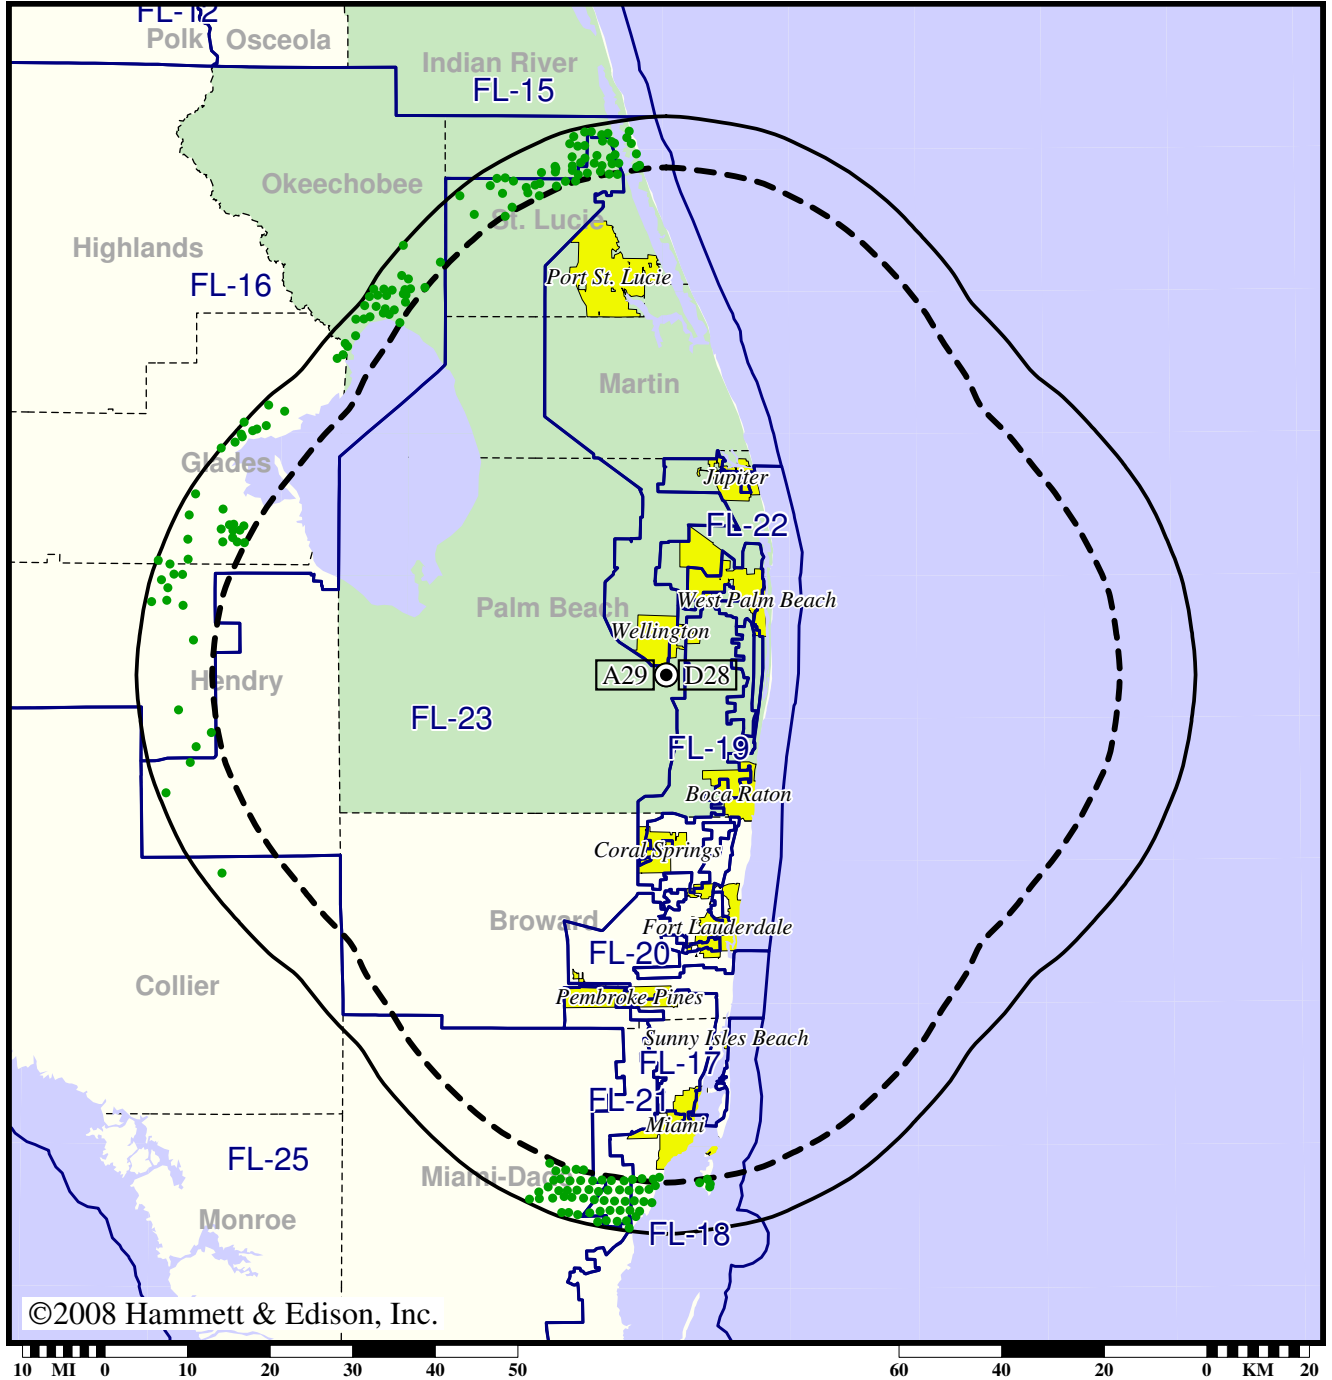 FL-12
Polk
Osceola
Indian River
FL-15
Okeechobee
St. Lucie
Highlands
FL-16
Port St. Lucie
Martin
Glades
Jupiter
FL-22
Palm Beach
West Palm Beach
Wellington
A29
D28
Hendry
FL-23
FL-19
Boca Raton
Coral Springs
Broward
Fort Lauderdale
FL-20
Collier
Pembroke Pines
Sunny Isles Beach
FL-17
FL-21
Miami
FL-25
Miami-Dad
Monroe
FL-18
©2008 Hammett & Edison, Inc.
10 MI 0 10 20 30 40 50
60 40 20 0 KM 20